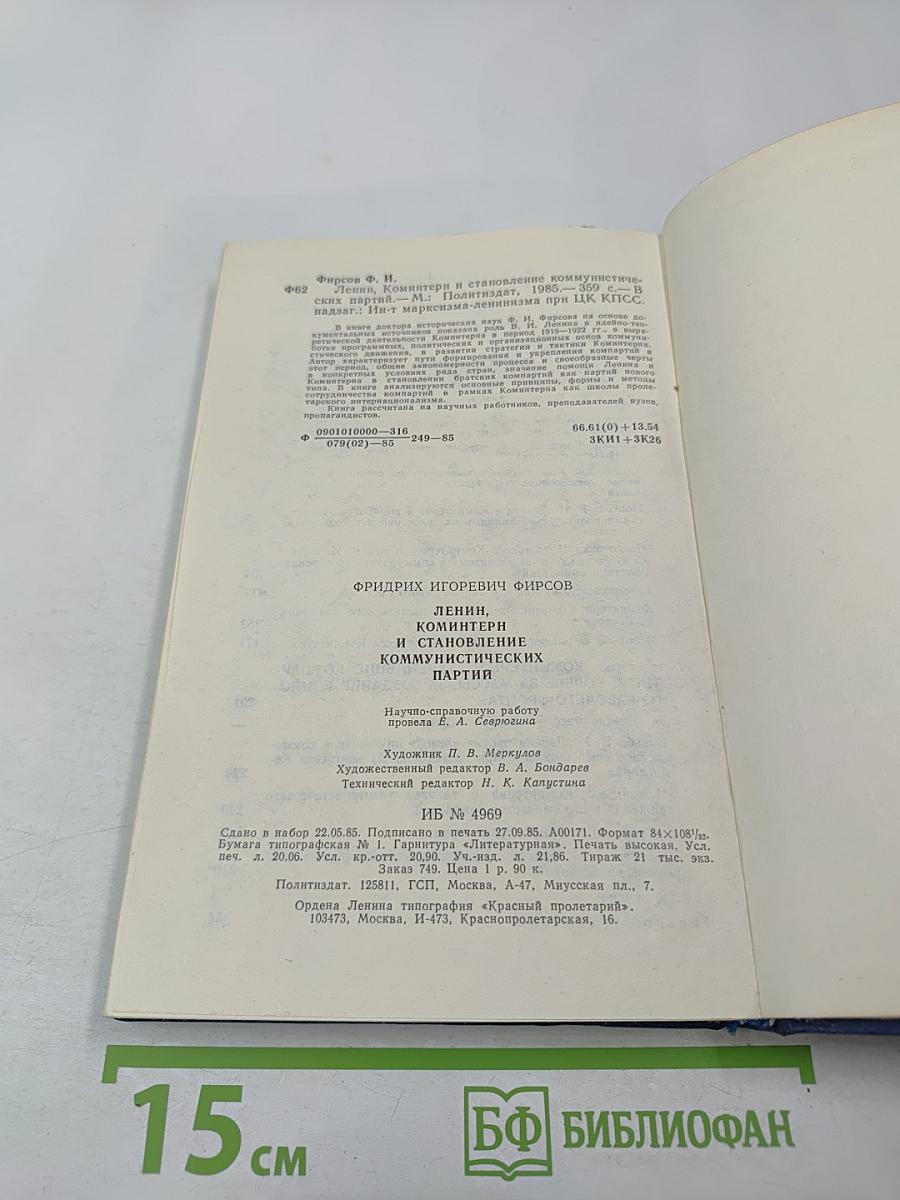 Фирсов Ф. И.
Ф62 Ленин, Коминтерн и становление коммунистиче-
ских партий.— М.: Политиздат, 1985.— 359 с.— В
надзаг.: Ин-т марксизма-ленинизма при ЦК КПСС.
В книге доктора исторических наук Ф. И. Фирсова на основе до-
кументальных источников показана роль В. И. Ленина в идейно-тео-
ретической деятельности Коминтерна в период 1919—1922 гг., в выра-
ботке программных, политических и организационных основ коммуни-
стического движения, в развитии стратегии и тактики Коминтерна.
Автор характеризует пути формирования и укрепления компартий в
этот период, общие закономерности процесса и своеобразные черты
в конкретных условиях ряда стран, значение помощи Ленина и
Коминтерна в становлении братских компартий как партий нового
типа. В книге анализируются основные принципы, формы и методы
сотрудничества компартий в рамках Коминтерна как школы проле-
тарского интернационализма.
Книга рассчитана на научных работников, преподавателей вузов,
пропагандистов.
Ф 0901010000—316 249—85 66.61(0)+13.54
079(02)—85 3КИ1+3К26
ФРИДРИХ ИГОРЕВИЧ ФИРСОВ
ЛЕНИН,
КОМИНТЕРН
И СТАНОВЛЕНИЕ
КОММУНИСТИЧЕСКИХ
ПАРТИЙ
Научно-справочную работу
провела Е. А. Севрюгина
Художник П. В. Меркулов
Художественный редактор В. А. Бондарев
Технический редактор Н. К. Капустина
ИБ № 4969
Сдано в набор 22.05.85. Подписано в печать 27.09.85. А00171. Формат 84×108¹/₃₂.
Бумага типографская № 1. Гарнитура «Литературная». Печать высокая. Усл.
печ. л. 20.06. Усл. кр.-отт. 20,90. Уч.-изд. л. 21,86. Тираж 21 тыс. экз.
Заказ 749. Цена 1 р. 90 к.
Политиздат. 125811, ГСП, Москва, А-47, Миусская пл., 7.
Ордена Ленина типография «Красный пролетарий».
103473, Москва, И-473, Краснопролетарская, 16.
15 см
БФ БИБЛИОФАН